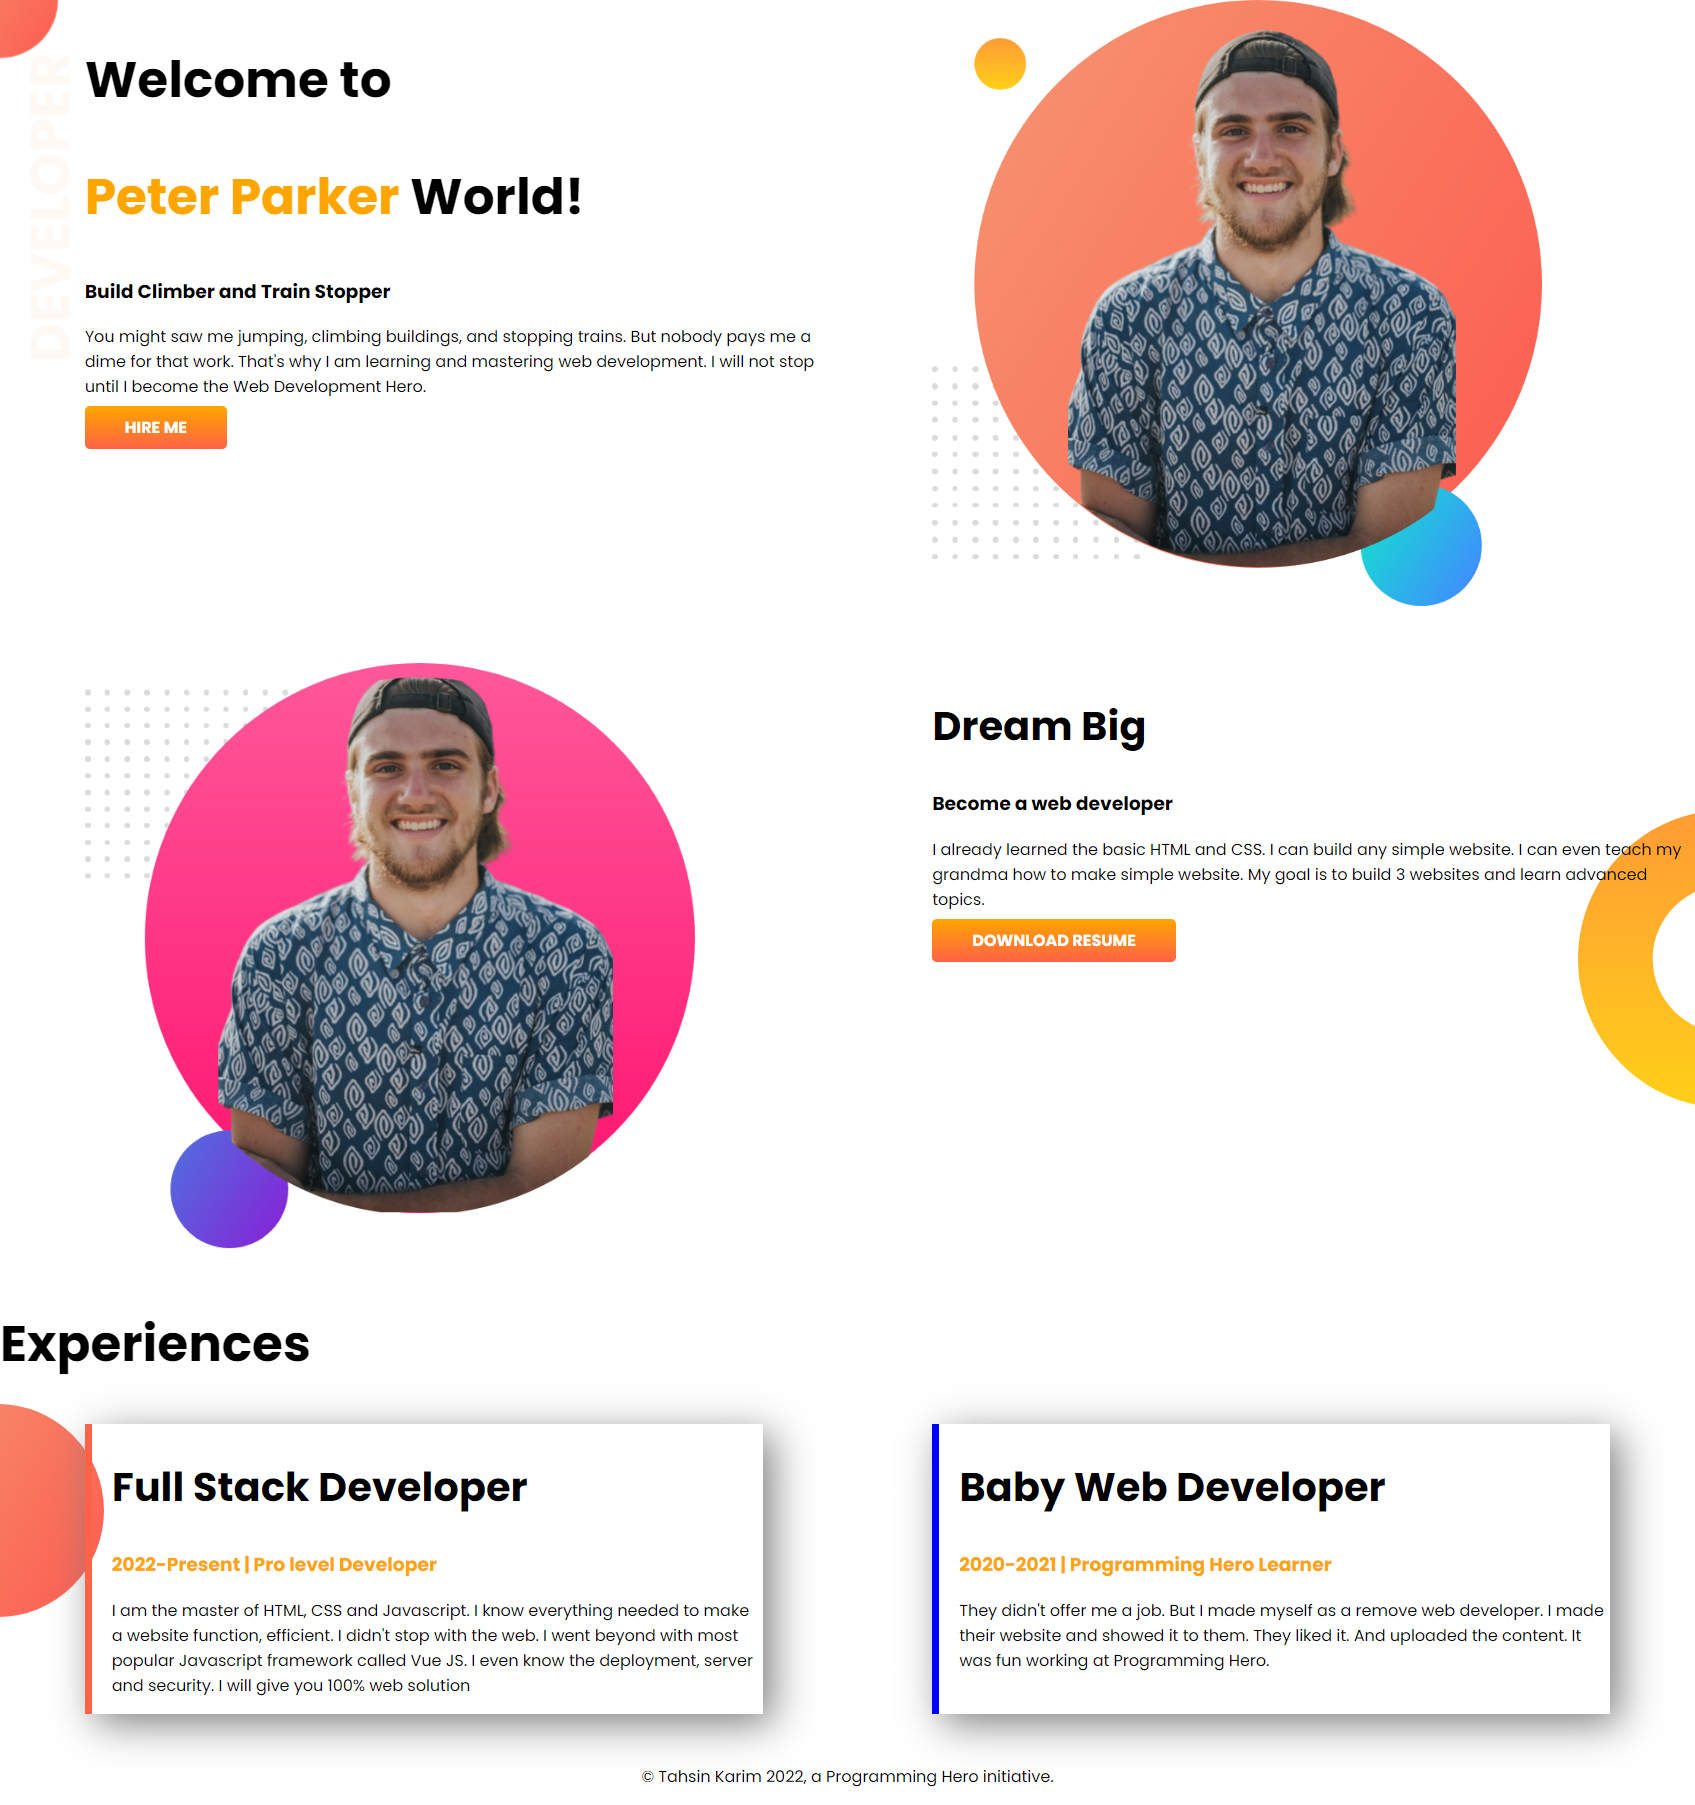 DEVELOPER
Welcome to
Peter Parker World!
Build Climber and Train Stopper
You might saw me jumping, climbing buildings, and stopping trains. But nobody pays me a
dime for that work. That's why I am learning and mastering web development. I will not stop
until I become the Web Development Hero.
HIRE ME
Dream Big
Become a web developer
I already learned the basic HTML and CSS. I can build any simple website. I can even teach my
grandma how to make simple website. My goal is to build 3 websites and learn advanced
topics.
DOWNLOAD RESUME
Experiences
Full Stack Developer
2022-Present | Pro level Developer
I am the master of HTML, CSS and Javascript. I know everything needed to make
a website function, efficient. I didn't stop with the web. I went beyond with most
popular Javascript framework called Vue JS. I even know the deployment, server
and security. I will give you 100% web solution
Baby Web Developer
2020-2021 | Programming Hero Learner
They didn't offer me a job. But I made myself as a remove web developer. I made
their website and showed it to them. They liked it. And uploaded the content. It
was fun working at Programming Hero.
© Tahsin Karim 2022, a Programming Hero initiative.